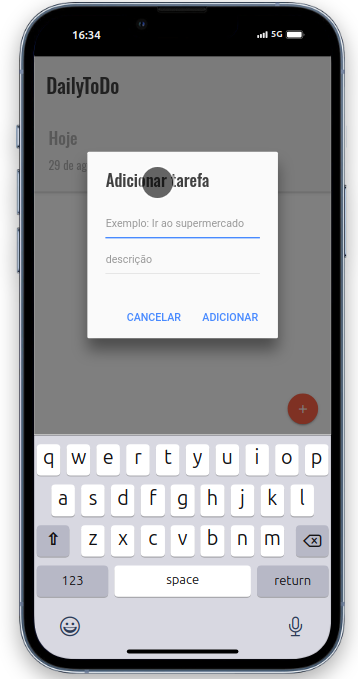 16:34
5G
DailyToDo
Hoje
29 de ag
Adicionar tarefa
Exemplo: Ir ao supermercado
descrição
CANCELAR ADICIONAR
+
q w e r t y u i o p
a s d f g h j k l
z x c v b n m
123 space return